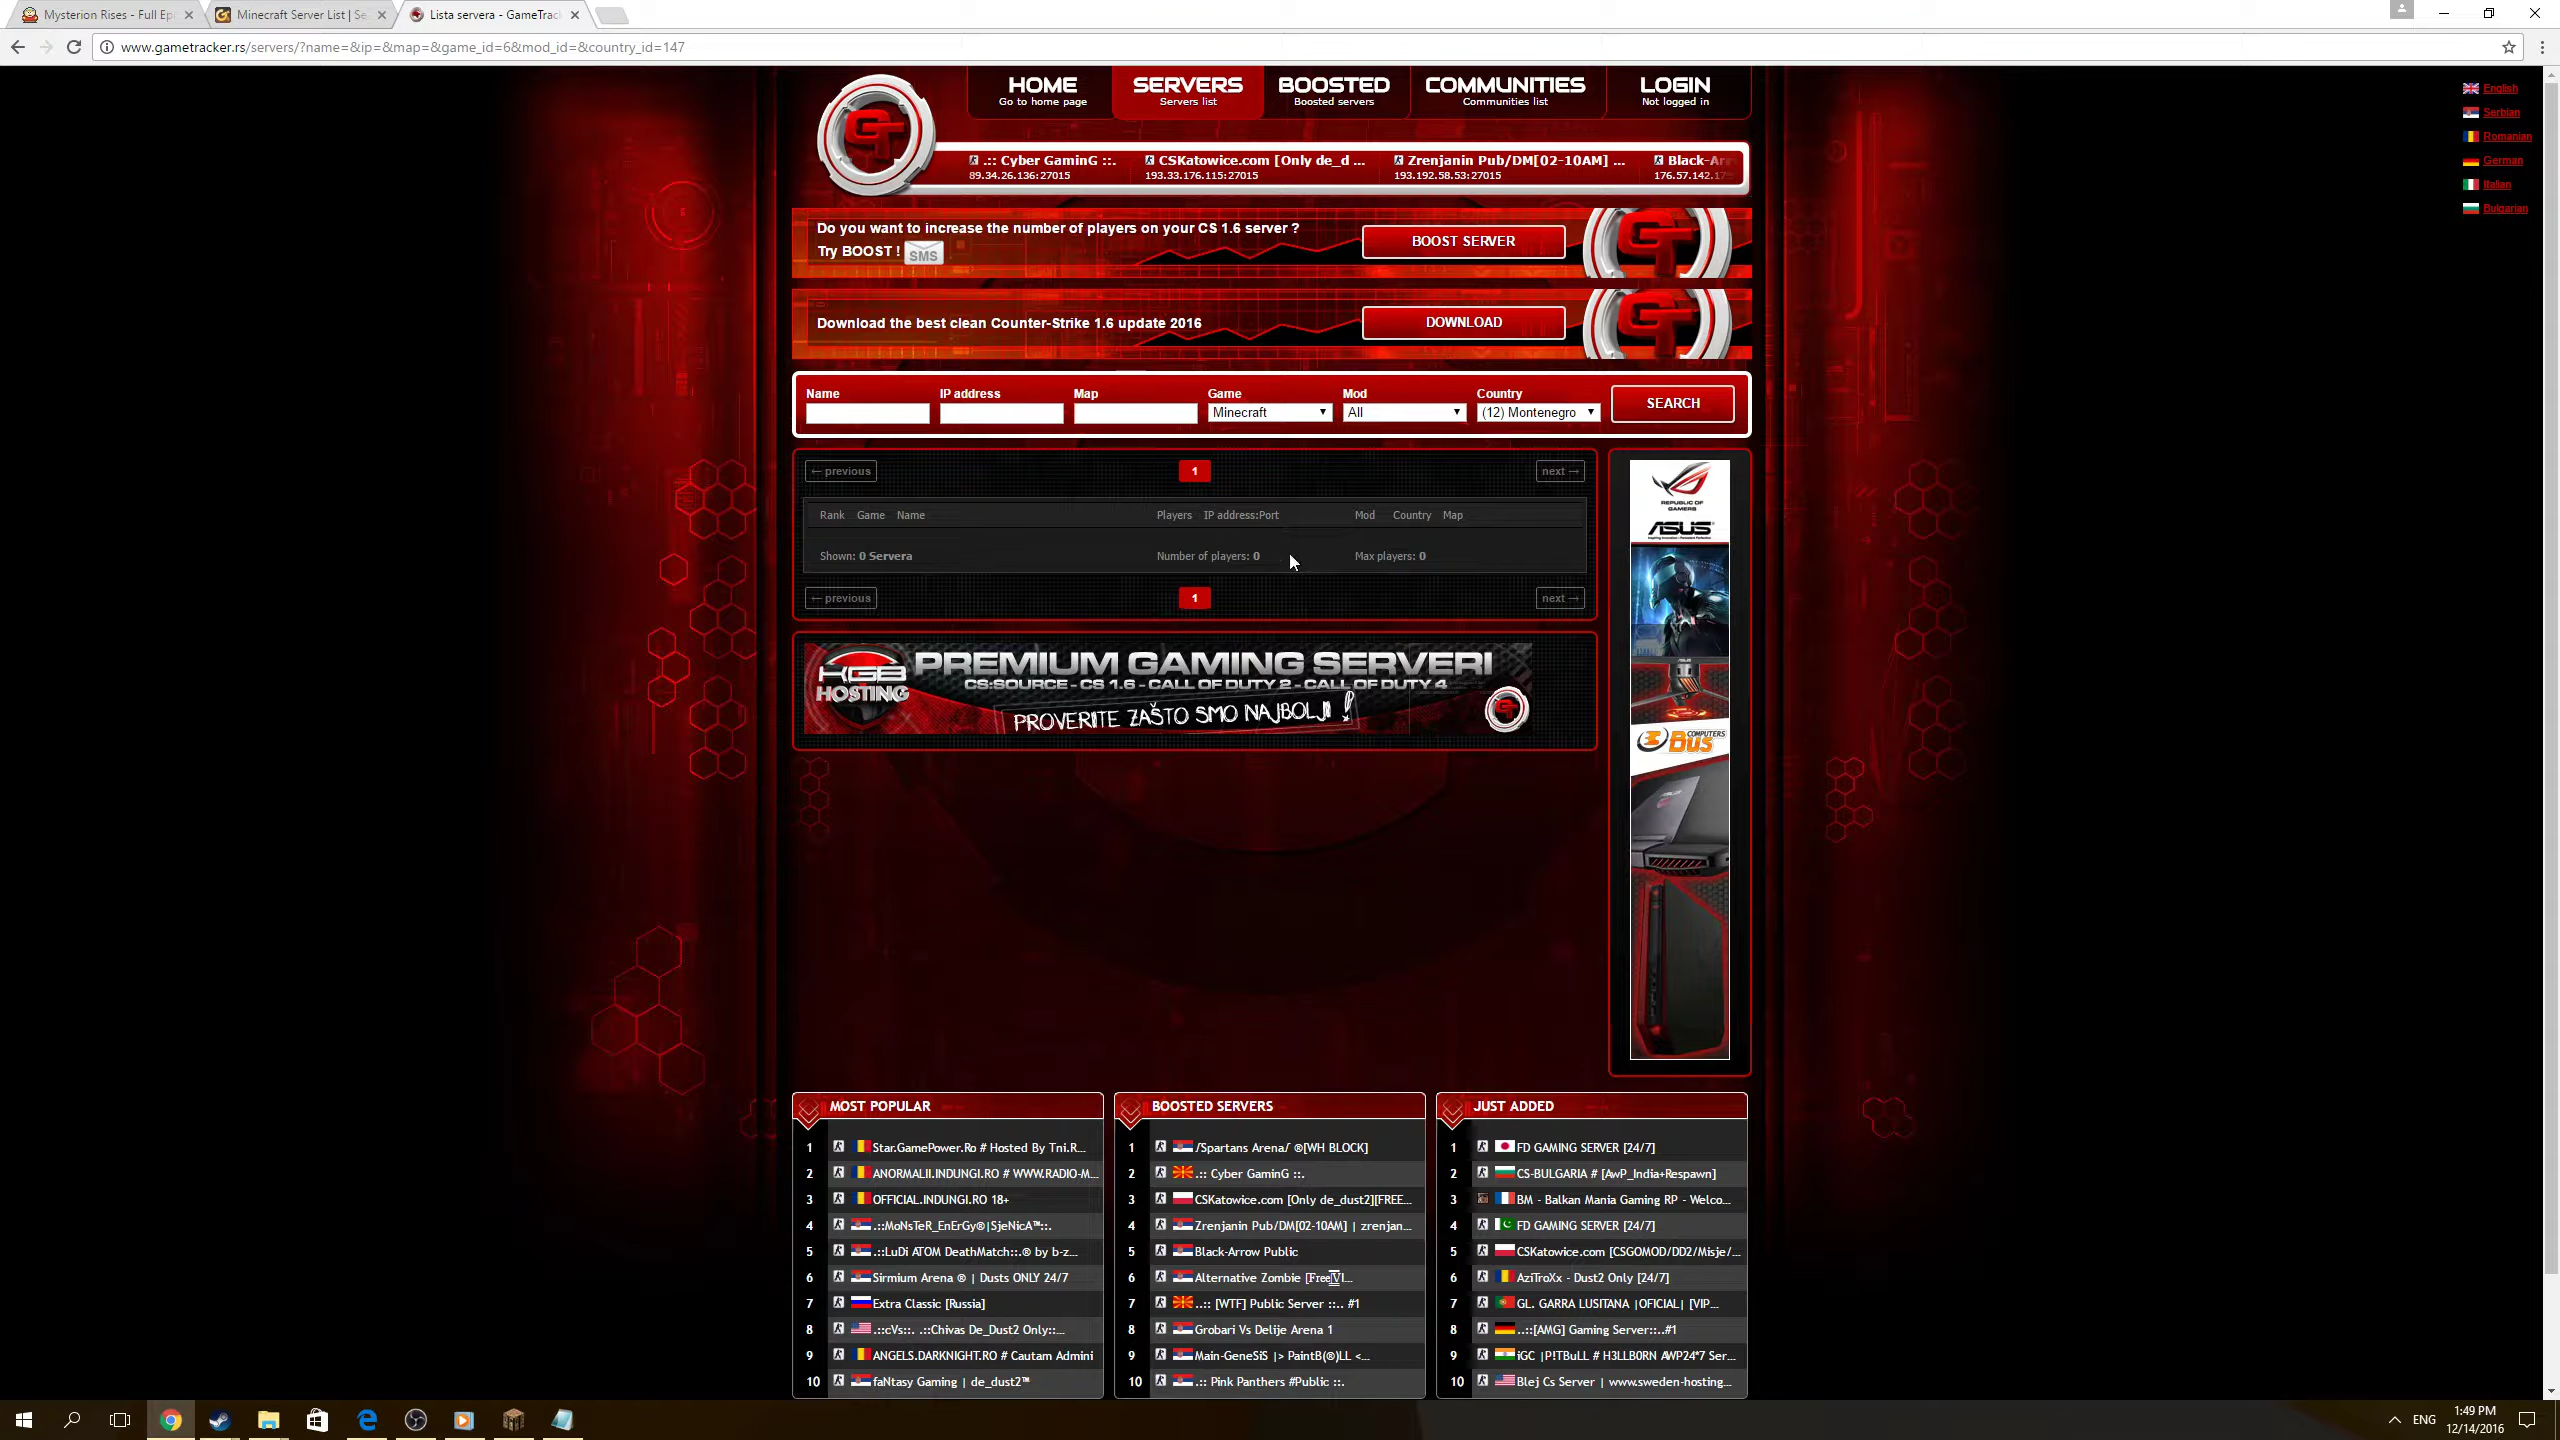 Mysterion Rises - Full Ep
Minecraft Server List | Se
Lista servera - GameTrac
www.gametracker.rs/servers/?name=&ip=&map=&game_id=6&mod_id=&country_id=147
HOME
Go to home page
SERVERS
Servers list
BOOSTED
Boosted servers
COMMUNITIES
Communities list
LOGIN
Not logged in
English
Serbian
Romanian
German
Italian
Bulgarian
GT
.:: Cyber GaminG ::.
89.34.26.136:27015
CSKatowice.com [Only de_d ...
193.33.176.115:27015
Zrenjanin Pub/DM[02-10AM] ...
193.192.58.53:27015
Black-Ar
176.57.142.17
Do you want to increase the number of players on your CS 1.6 server ?
Try BOOST ! SMS
BOOST SERVER
Download the best clean Counter-Strike 1.6 update 2016
DOWNLOAD
Name IP address Map Game Mod Country
Minecraft All (12) Montenegro
SEARCH
← previous 1 next →
Rank Game Name Players IP address:Port Mod Country Map
Shown: 0 Servera Number of players: 0 Max players: 0
← previous 1 next →
KGB HOSTING
PREMIUM GAMING SERVERI
CS:SOURCE - CS 1.6 - CALL OF DUTY 2 - CALL OF DUTY 4
PROVERITE ZAŠTO SMO NAJBOLJI !
REPUBLIC OF
GAMERS
ASUS
COMPUTERS
Bus
MOST POPULAR
1 Star.GamePower.Ro # Hosted By Tni.R...
2 ANORMALII.INDUNGI.RO # WWW.RADIO-M...
3 OFFICIAL.INDUNGI.RO 18+
4 .::MoNsTeR_EnErGy®|SjeNicA™::.
5 .::LuDi ATOM DeathMatch::.® by b-z...
6 Sirmium Arena ® | Dusts ONLY 24/7
7 Extra Classic [Russia]
8 .::cVs::. .::Chivas De_Dust2 Only::...
9 ANGELS.DARKNIGHT.RO # Cautam Admini
10 faNtasy Gaming | de_dust2™
BOOSTED SERVERS
1 /Spartans Arena/ ®[WH BLOCK]
2 .:: Cyber GaminG ::.
3 CSKatowice.com [Only de_dust2][FREE...
4 Zrenjanin Pub/DM[02-10AM] | zrenjan...
5 Black-Arrow Public
6 Alternative Zombie [FreeVI...
7 ..:: [WTF] Public Server ::.. #1
8 Grobari Vs Delije Arena 1
9 Main-GeneSiS |> PaintB(®)LL <...
10 .:: Pink Panthers #Public ::.
JUST ADDED
1 FD GAMING SERVER [24/7]
2 CS-BULGARIA # [AwP_India+Respawn]
3 BM - Balkan Mania Gaming RP - Welco...
4 FD GAMING SERVER [24/7]
5 CSKatowice.com [CSGOMOD/DD2/Misje/...
6 AziTroXx - Dust2 Only [24/7]
7 GL. GARRA LUSITANA |OFICIAL| [VIP...
8 ..::[AMG] Gaming Server::..#1
9 iGC |P!TBuLL # H3LLB0RN AWP24*7 Ser...
10 Blej Cs Server | www.sweden-hosting...
ENG
1:49 PM
12/14/2016